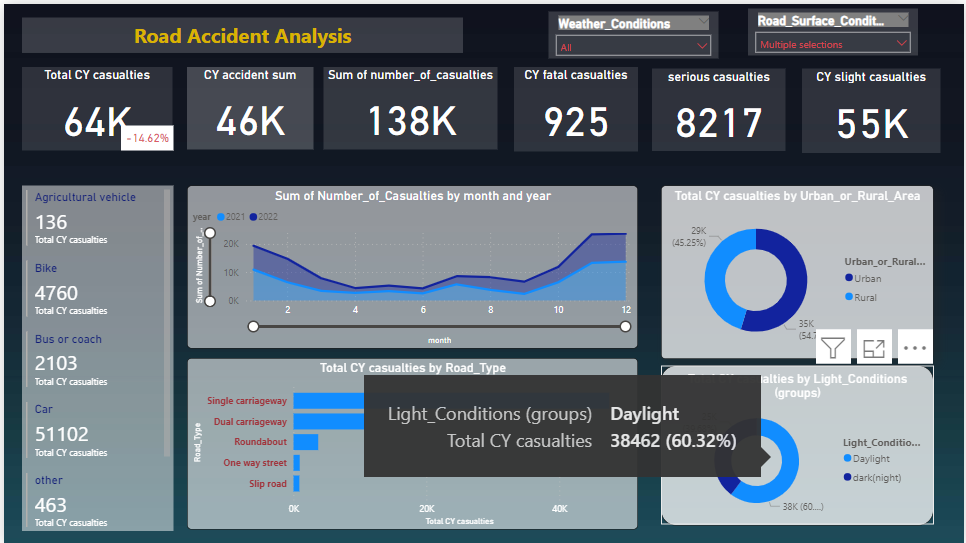 Road Accident Analysis
Weather_Conditions
All
Road_Surface_Condit...
Multiple selections
Total CY casualties
64K
-14.62%
CY accident sum
46K
Sum of number_of_casualties
138K
CY fatal casualties
925
serious casualties
8217
CY slight casualties
55K
Agricultural vehicle
136
Total CY casualties
Bike
4760
Total CY casualties
Bus or coach
2103
Total CY casualties
Car
51102
Total CY casualties
other
463
Total CY casualties
Sum of Number_of_Casualties by month and year
year 2021 2022
Sum of Number_of_...
20K
10K
0K
2 4 6 8 10 12
month
Total CY casualties by Road_Type
Road_Type
Single carriageway
Dual carriageway
Roundabout
One way street
Slip road
0K 20K 40K
Total CY casualties
Total CY casualties by Urban_or_Rural_Area
29K
(45.25%)
35K
(54.7
Urban_or_Rural...
Urban
Rural
by Light_Conditions
(groups)
Light_Conditio...
Daylight
dark(night)
38K (60....)
Light_Conditions (groups) Daylight
Total CY casualties 38462 (60.32%)